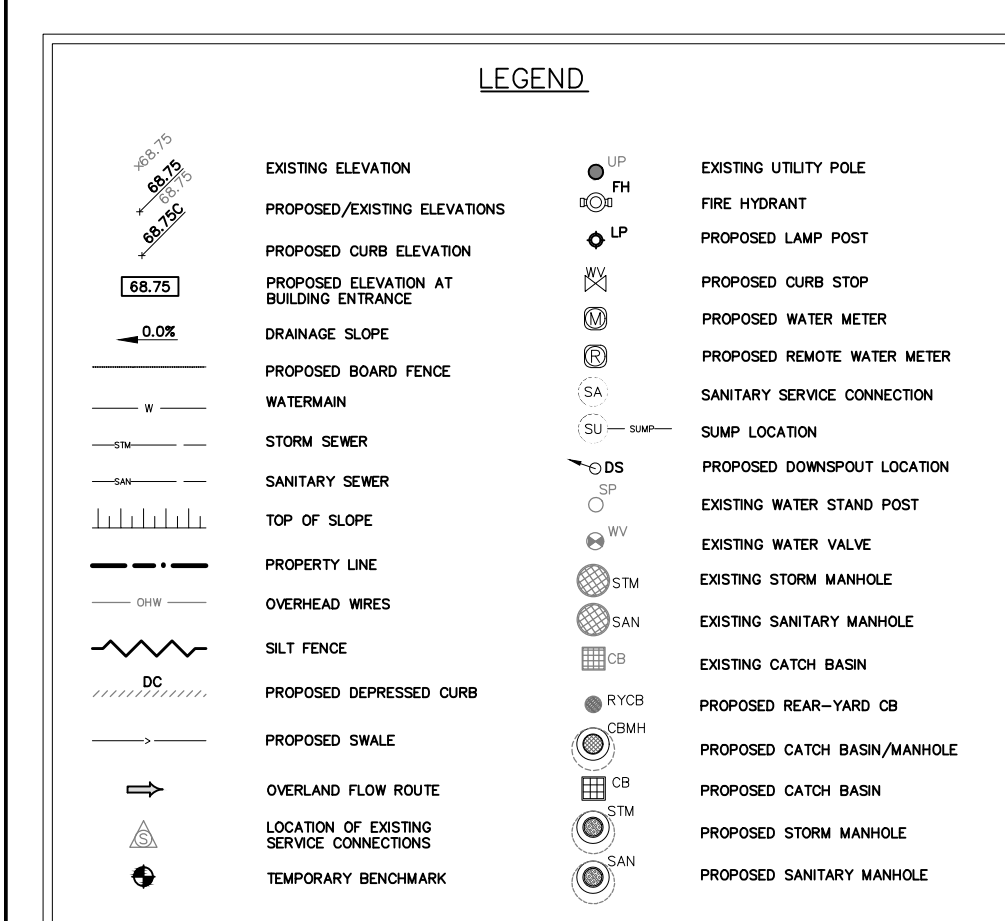 LEGEND
x68.75
EXISTING ELEVATION
68.75
68.75
PROPOSED/EXISTING ELEVATIONS
68.75C
PROPOSED CURB ELEVATION
68.75
PROPOSED ELEVATION AT
BUILDING ENTRANCE
0.0%
DRAINAGE SLOPE
PROPOSED BOARD FENCE
W
WATERMAIN
STM
STORM SEWER
SAN
SANITARY SEWER
TOP OF SLOPE
PROPERTY LINE
OHW
OVERHEAD WIRES
SILT FENCE
DC
PROPOSED DEPRESSED CURB
>
PROPOSED SWALE
OVERLAND FLOW ROUTE
S
LOCATION OF EXISTING
SERVICE CONNECTIONS
TEMPORARY BENCHMARK
UP
EXISTING UTILITY POLE
FH
FIRE HYDRANT
LP
PROPOSED LAMP POST
WV
PROPOSED CURB STOP
M
PROPOSED WATER METER
R
PROPOSED REMOTE WATER METER
SA
SANITARY SERVICE CONNECTION
SU SUMP
SUMP LOCATION
DS
PROPOSED DOWNSPOUT LOCATION
SP
EXISTING WATER STAND POST
WV
EXISTING WATER VALVE
STM
EXISTING STORM MANHOLE
SAN
EXISTING SANITARY MANHOLE
CB
EXISTING CATCH BASIN
RYCB
PROPOSED REAR-YARD CB
CBMH
PROPOSED CATCH BASIN/MANHOLE
CB
PROPOSED CATCH BASIN
STM
PROPOSED STORM MANHOLE
SAN
PROPOSED SANITARY MANHOLE